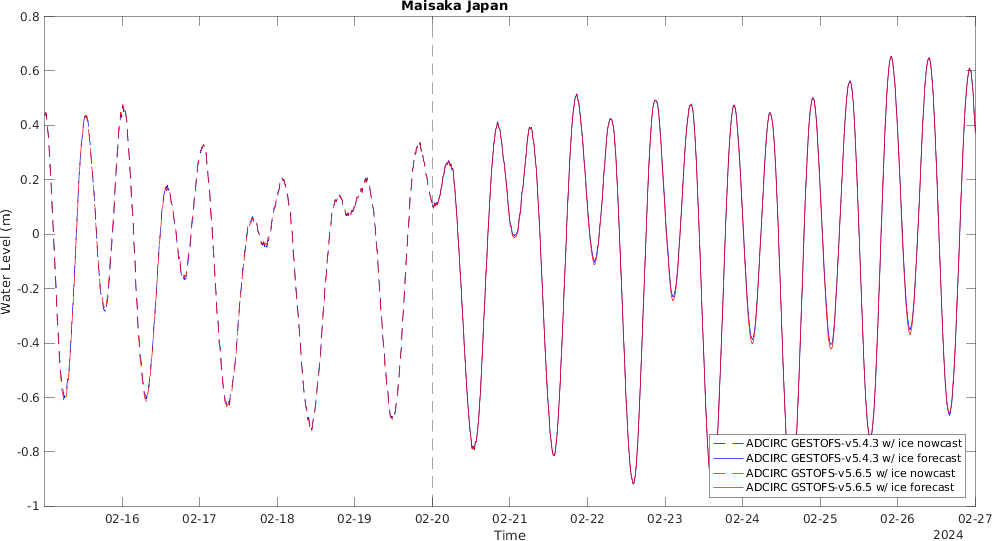 Maisaka Japan
0.8
0.6
0.4
0.2
0
-0.2
-0.4
-0.6
-0.8
-1
Water Level (m)
ADCIRC GESTOFS-v5.4.3 w/ ice nowcast
ADCIRC GESTOFS-v5.4.3 w/ ice forecast
ADCIRC GSTOFS-v5.6.5 w/ ice nowcast
ADCIRC GSTOFS-v5.6.5 w/ ice forecast
02-16 02-17 02-18 02-19 02-20 02-21 02-22 02-23 02-24 02-25 02-26 02-27
Time
2024